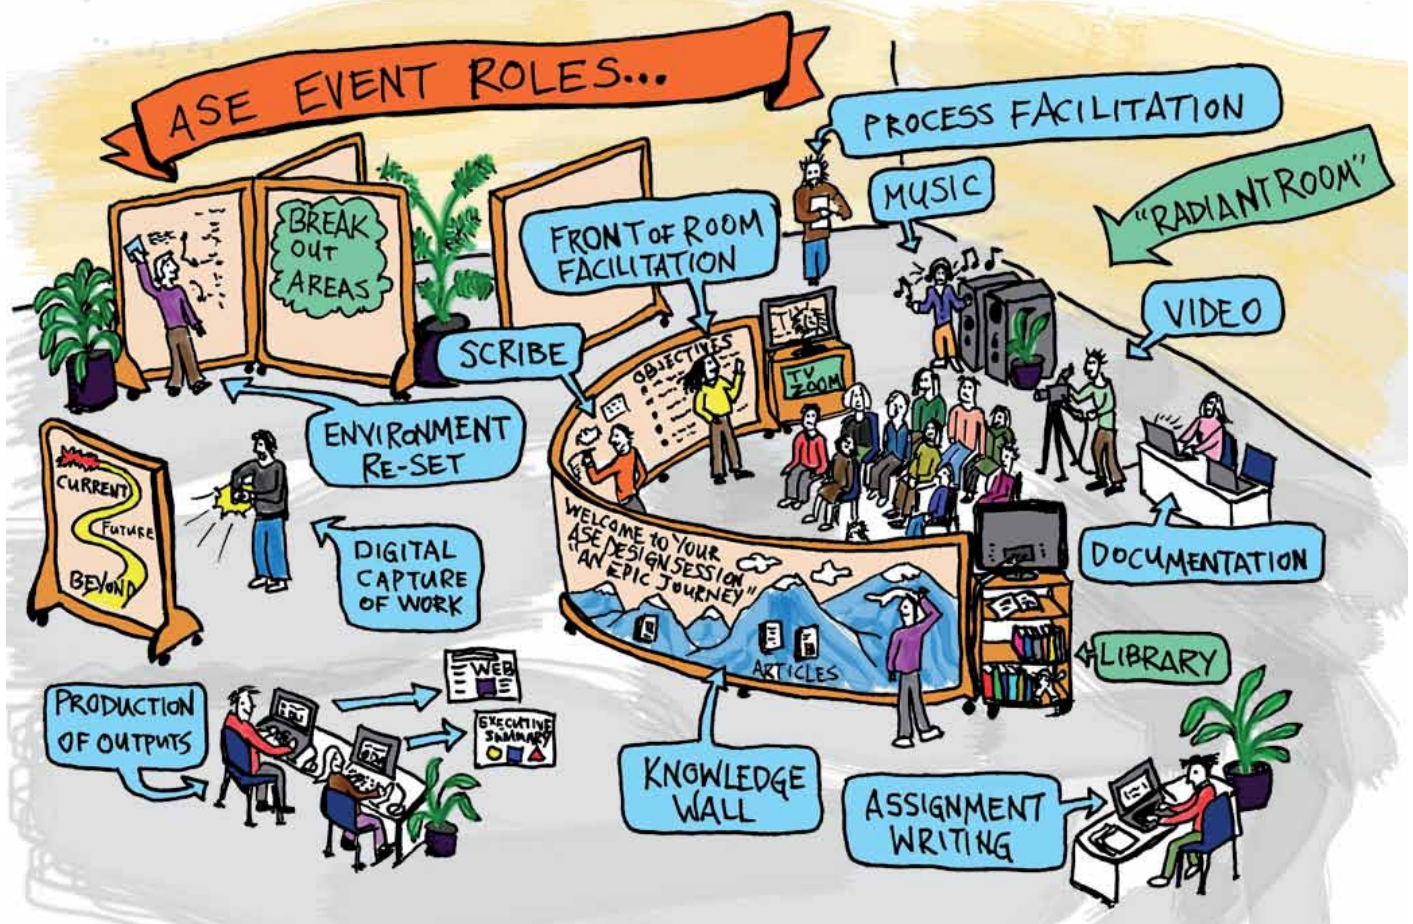 ASE EVENT ROLES...
PROCESS FACILITATION
"RADIANT ROOM"
MUSIC
BREAK
OUT
AREAS
FRONT OF ROOM
FACILITATION
VIDEO
SCRIBE
OBJECTIVES
TV
ZOOM
ENVIRONMENT
RE-SET
CURRENT
FUTURE
BEYOND
DIGITAL
CAPTURE
OF WORK
WELCOME TO YOUR
ASE DESIGN SESSION
"AN EPIC JOURNEY"
DOCUMENTATION
ARTICLES
LIBRARY
PRODUCTION
OF OUTPUTS
WEB
EXECUTIVE
SUMMARY
KNOWLEDGE
WALL
ASSIGNMENT
WRITING